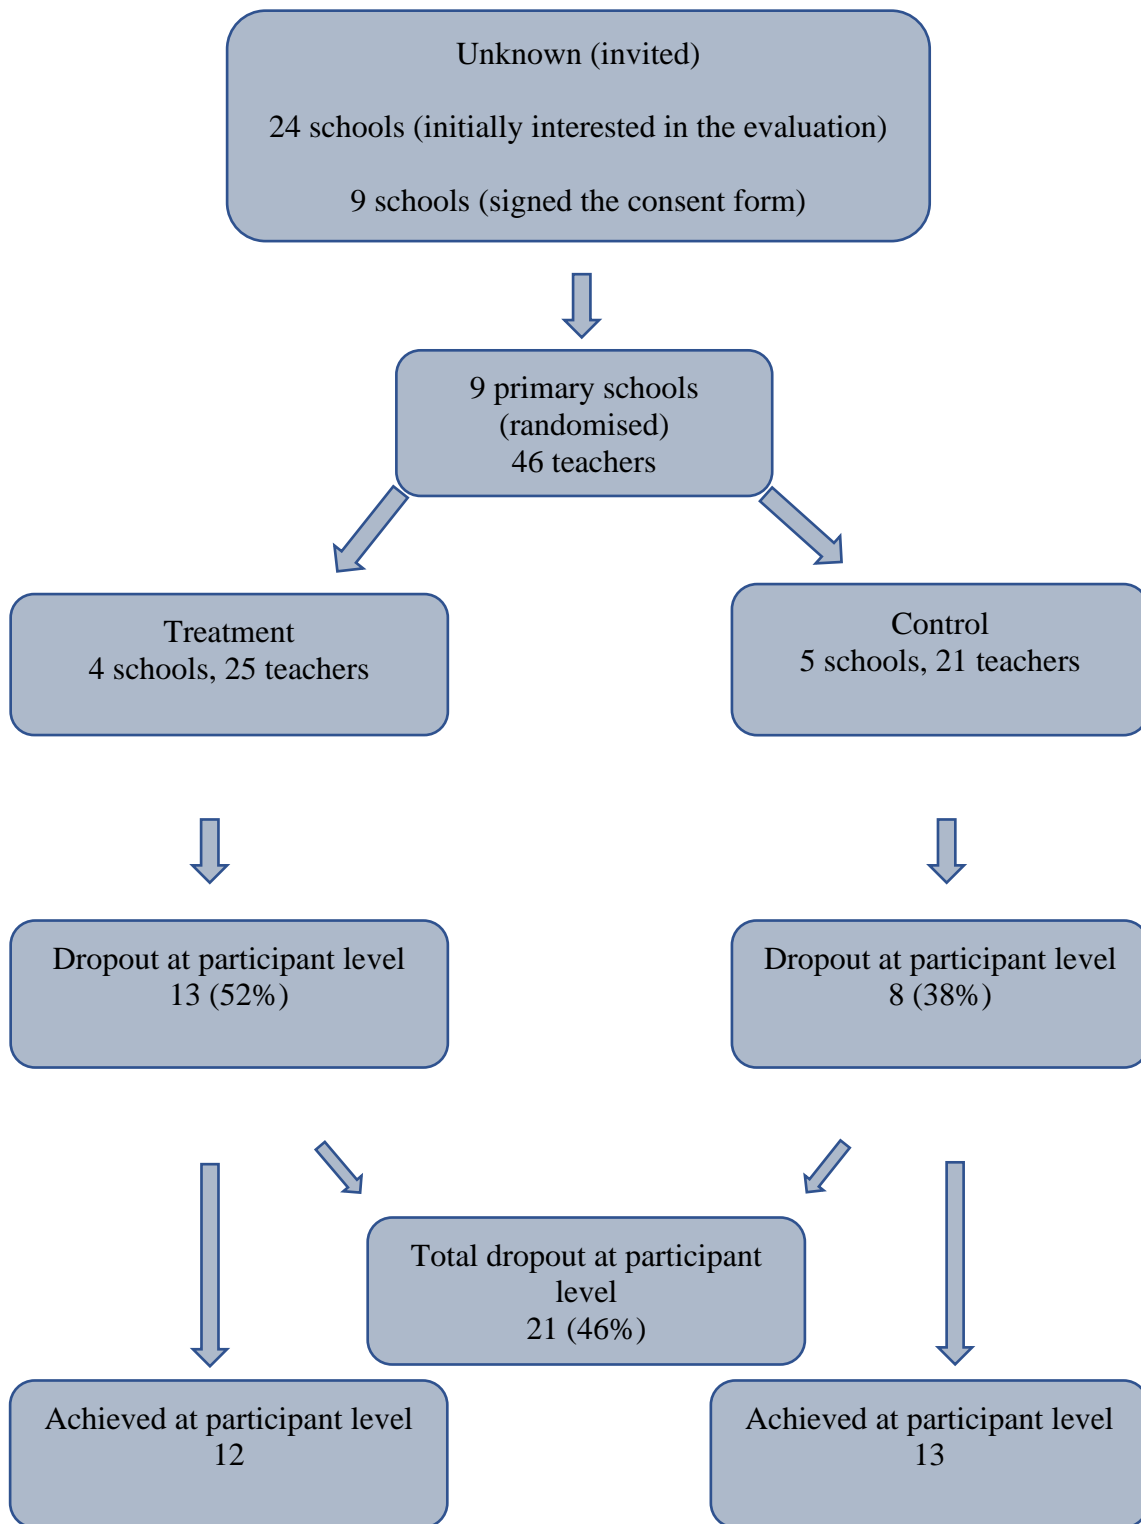 Unknown (invited)
24 schools (initially interested in the evaluation)
9 schools (signed the consent form)
9 primary schools
(randomised)
46 teachers
Treatment
4 schools, 25 teachers
Control
5 schools, 21 teachers
Dropout at participant level
13 (52%)
Dropout at participant level
8 (38%)
Total dropout at participant
level
21 (46%)
Achieved at participant level
12
Achieved at participant level
13